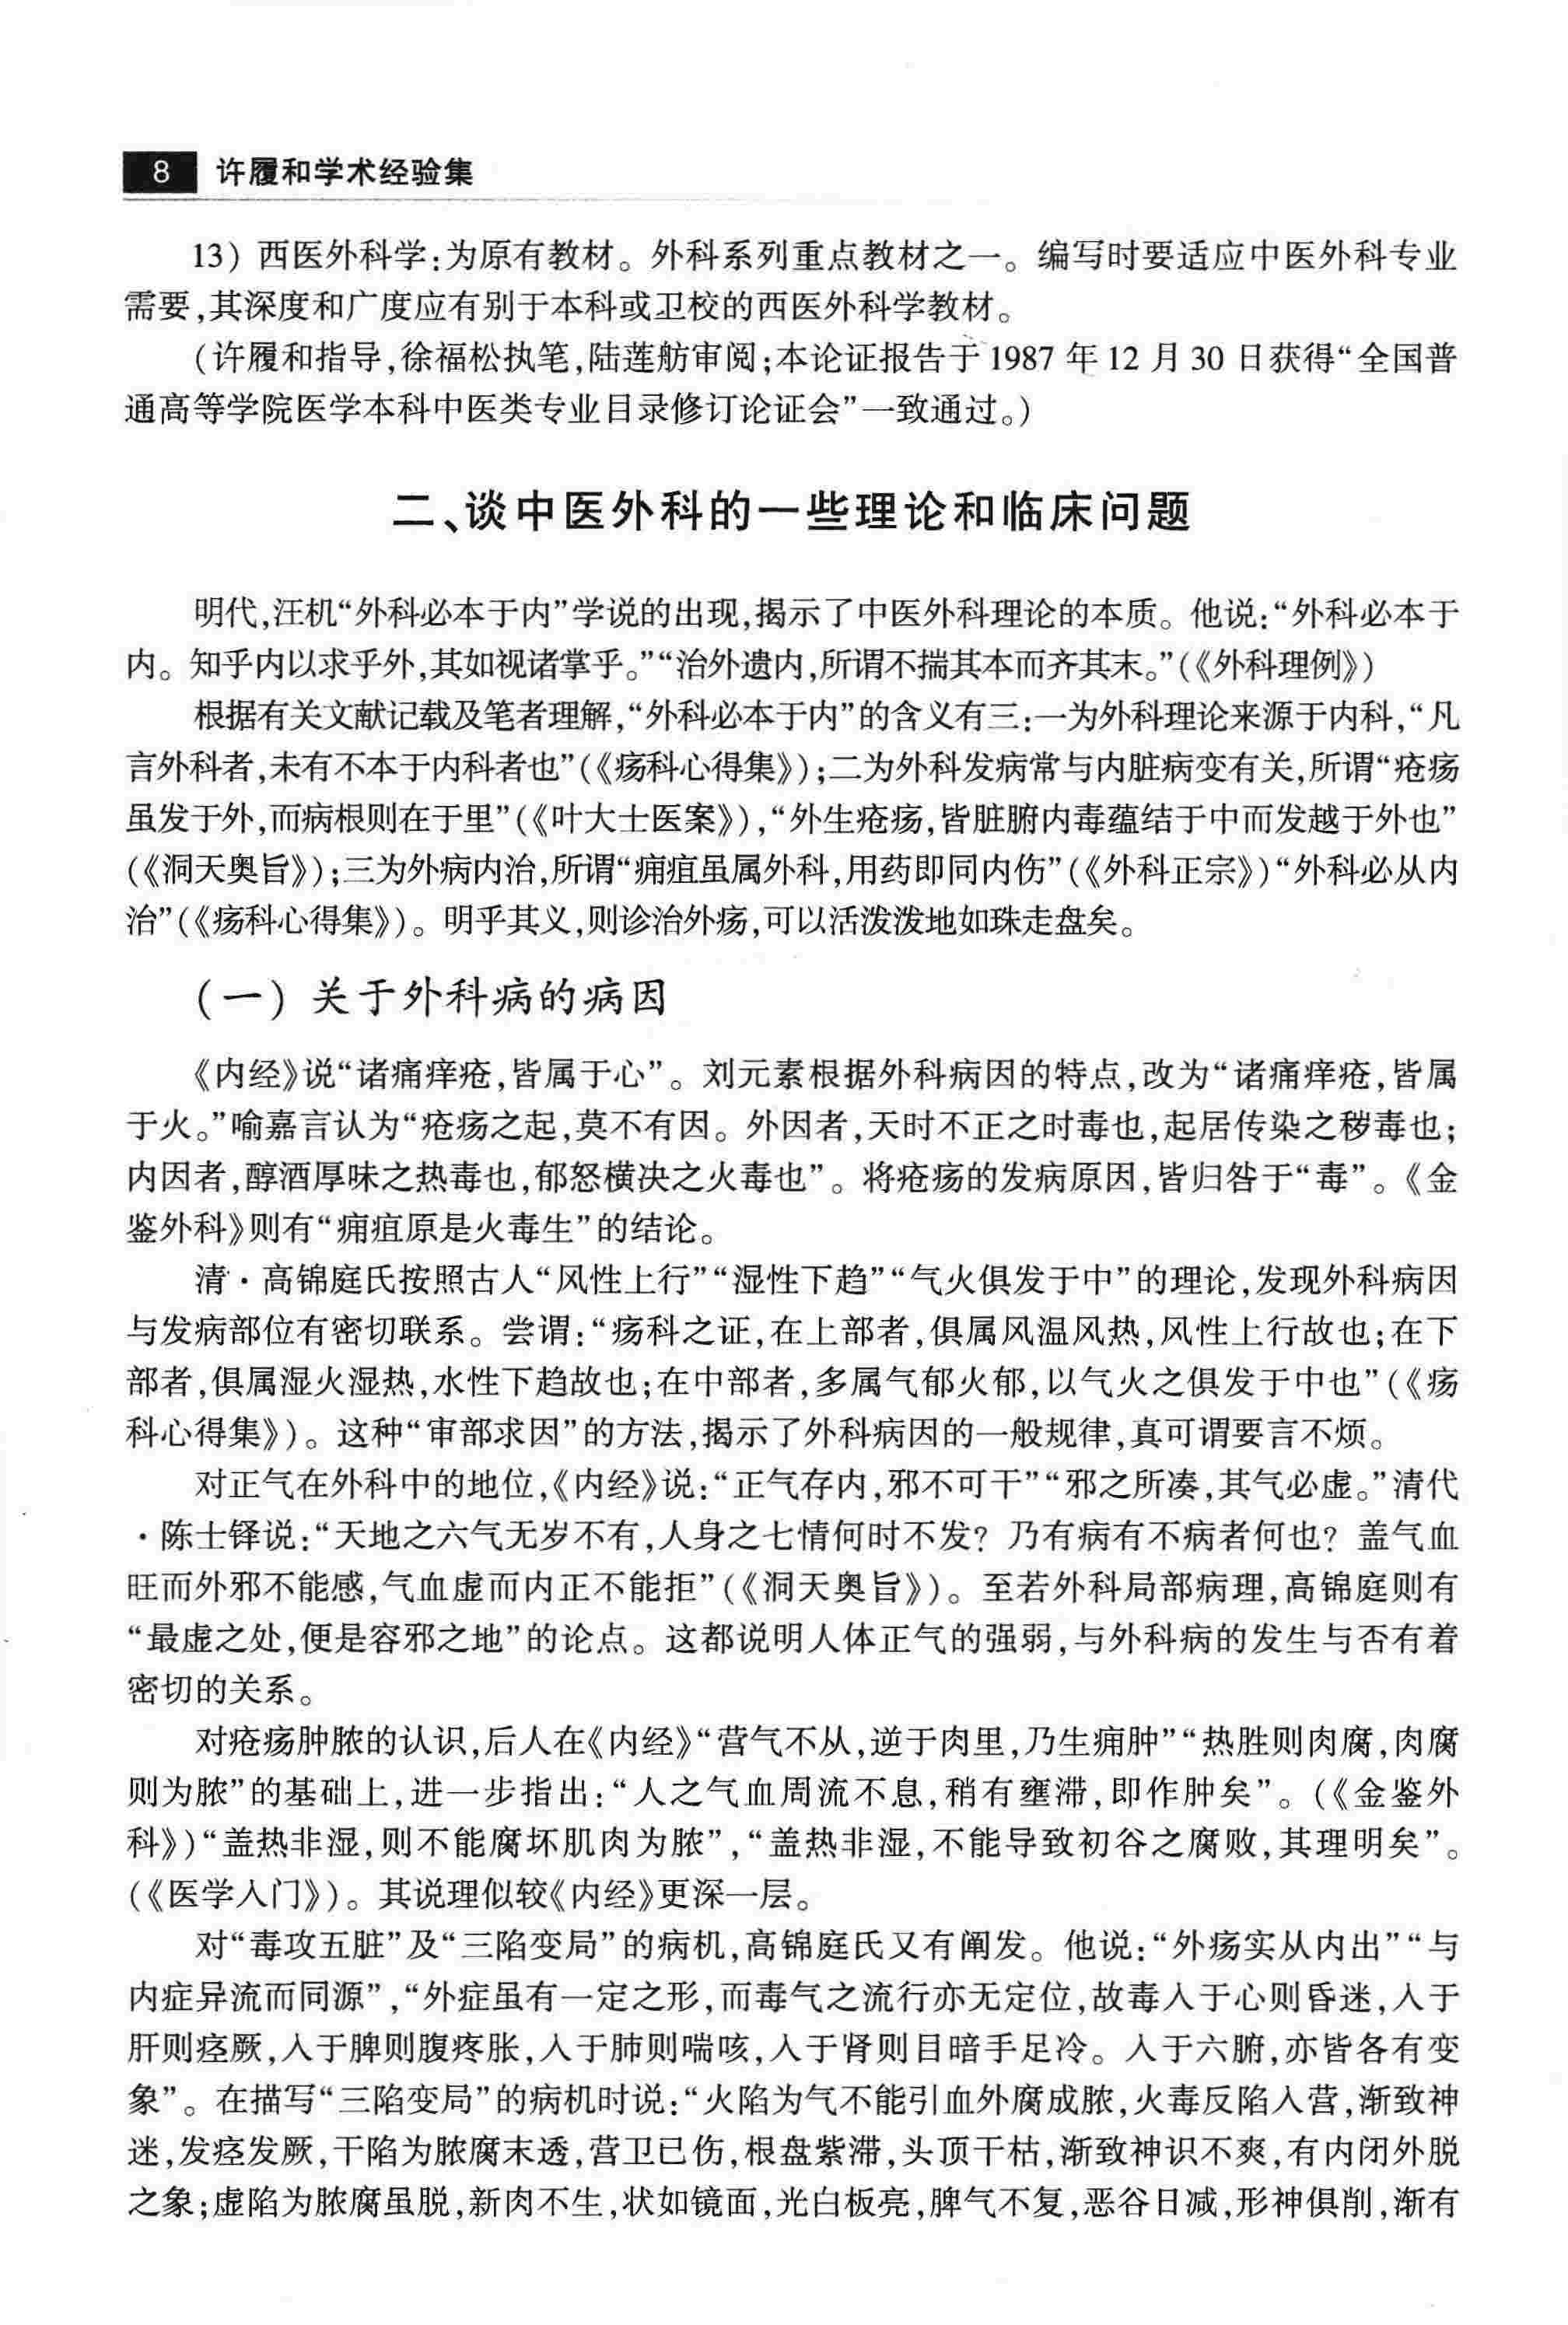 8 许履和学术经验集
13) 西医外科学:为原有教材。外科系列重点教材之一。编写时要适应中医外科专业
需要,其深度和广度应有别于本科或卫校的西医外科学教材。
(许履和指导,徐福松执笔,陆莲舫审阅;本论证报告于 1987 年 12 月 30 日获得“全国普
通高等学院医学本科中医类专业目录修订论证会”一致通过。)
二、谈中医外科的一些理论和临床问题
明代,汪机“外科必本于内”学说的出现,揭示了中医外科理论的本质。他说:“外科必本于
内。知乎内以求乎外,其如视诸掌乎。”“治外遗内,所谓不揣其本而齐其末。”(《外科理例》)
根据有关文献记载及笔者理解,“外科必本于内”的含义有三:一为外科理论来源于内科,“凡
言外科者,未有不本于内科者也”(《疡科心得集》);二为外科发病常与内脏病变有关,所谓“疮疡
虽发于外,而病根则在于里”(《叶大士医案》),“外生疮疡,皆脏腑内毒蕴结于中而发越于外也”
(《洞天奥旨》);三为外病内治,所谓“痈疽虽属外科,用药即同内伤”(《外科正宗》)“外科必从内
治”(《疡科心得集》)。明乎其义,则诊治外疡,可以活泼泼地如珠走盘矣。
(一) 关于外科病的病因
《内经》说“诸痛痒疮,皆属于心”。刘元素根据外科病因的特点,改为“诸痛痒疮,皆属
于火。”喻嘉言认为“疮疡之起,莫不有因。外因者,天时不正之时毒也,起居传染之秽毒也;
内因者,醇酒厚味之热毒也,郁怒横决之火毒也”。将疮疡的发病原因,皆归咎于“毒”。《金
鉴外科》则有“痈疽原是火毒生”的结论。
清·高锦庭氏按照古人“风性上行”“湿性下趋”“气火俱发于中”的理论,发现外科病因
与发病部位有密切联系。尝谓:“疡科之证,在上部者,俱属风温风热,风性上行故也;在下
部者,俱属湿火湿热,水性下趋故也;在中部者,多属气郁火郁,以气火之俱发于中也”(《疡
科心得集》)。这种“审部求因”的方法,揭示了外科病因的一般规律,真可谓要言不烦。
对正气在外科中的地位,《内经》说:“正气存内,邪不可干”“邪之所凑,其气必虚。”清代
·陈士铎说:“天地之六气无岁不有,人身之七情何时不发？乃有病有不病者何也？盖气血
旺而外邪不能感,气血虚而内正不能拒”(《洞天奥旨》)。至若外科局部病理,高锦庭则有
“最虚之处,便是容邪之地”的论点。这都说明人体正气的强弱,与外科病的发生与否有着
密切的关系。
对疮疡肿脓的认识,后人在《内经》“营气不从,逆于肉里,乃生痈肿”“热胜则肉腐,肉腐
则为脓”的基础上,进一步指出:“人之气血周流不息,稍有壅滞,即作肿矣”。(《金鉴外
科》)“盖热非湿,则不能腐坏肌肉为脓”,“盖热非湿,不能导致初谷之腐败,其理明矣”。
(《医学入门》)。其说理似较《内经》更深一层。
对“毒攻五脏”及“三陷变局”的病机,高锦庭氏又有阐发。他说:“外疡实从内出”“与
内症异流而同源”,“外症虽有一定之形,而毒气之流行亦无定位,故毒入于心则昏迷,入于
肝则痉厥,入于脾则腹疼胀,入于肺则喘咳,入于肾则目暗手足冷。入于六腑,亦皆各有变
象”。在描写“三陷变局”的病机时说:“火陷为气不能引血外腐成脓,火毒反陷入营,渐致神
迷,发痉发厥,干陷为脓腐末透,营卫已伤,根盘紫滞,头顶干枯,渐致神识不爽,有内闭外脱
之象;虚陷为脓腐虽脱,新肉不生,状如镜面,光白板亮,脾气不复,恶谷日减,形神俱削,渐有